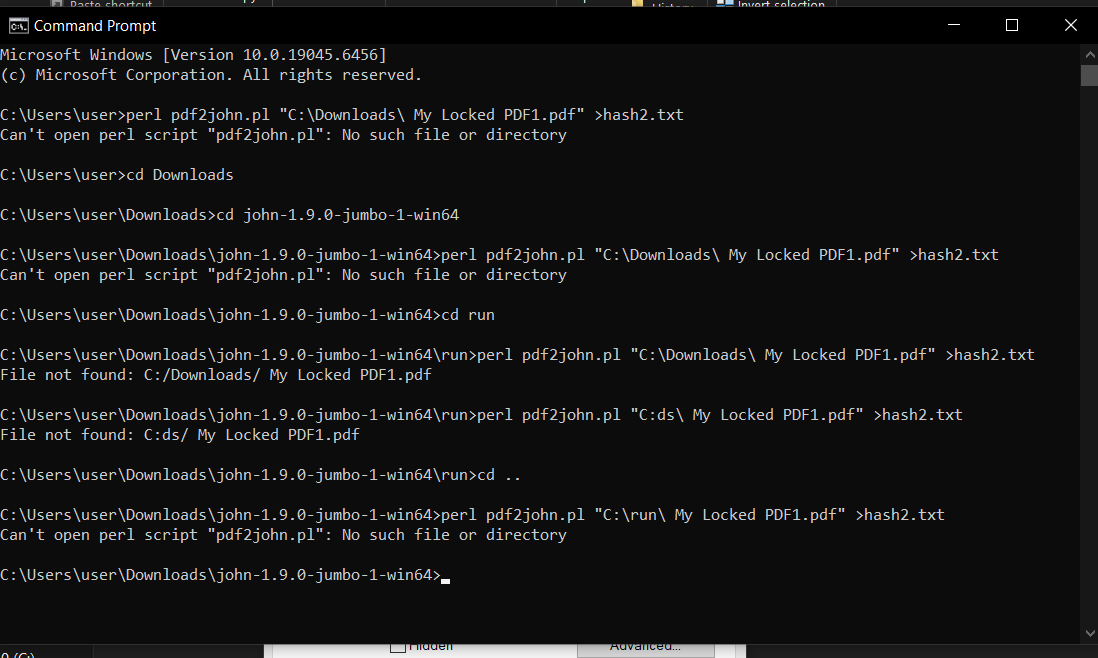 Paste shortcut
Invert selection
Command Prompt
Microsoft Windows [Version 10.0.19045.6456]
(c) Microsoft Corporation. All rights reserved.
C:\Users\user>perl pdf2john.pl "C:\Downloads\ My Locked PDF1.pdf" >hash2.txt
Can't open perl script "pdf2john.pl": No such file or directory
C:\Users\user>cd Downloads
C:\Users\user\Downloads>cd john-1.9.0-jumbo-1-win64
C:\Users\user\Downloads\john-1.9.0-jumbo-1-win64>perl pdf2john.pl "C:\Downloads\ My Locked PDF1.pdf" >hash2.txt
Can't open perl script "pdf2john.pl": No such file or directory
C:\Users\user\Downloads\john-1.9.0-jumbo-1-win64>cd run
C:\Users\user\Downloads\john-1.9.0-jumbo-1-win64\run>perl pdf2john.pl "C:\Downloads\ My Locked PDF1.pdf" >hash2.txt
File not found: C:/Downloads/ My Locked PDF1.pdf
C:\Users\user\Downloads\john-1.9.0-jumbo-1-win64\run>perl pdf2john.pl "C:ds\ My Locked PDF1.pdf" >hash2.txt
File not found: C:ds/ My Locked PDF1.pdf
C:\Users\user\Downloads\john-1.9.0-jumbo-1-win64\run>cd ..
C:\Users\user\Downloads\john-1.9.0-jumbo-1-win64>perl pdf2john.pl "C:\run\ My Locked PDF1.pdf" >hash2.txt
Can't open perl script "pdf2john.pl": No such file or directory
C:\Users\user\Downloads\john-1.9.0-jumbo-1-win64>
Hidden
Advanced...